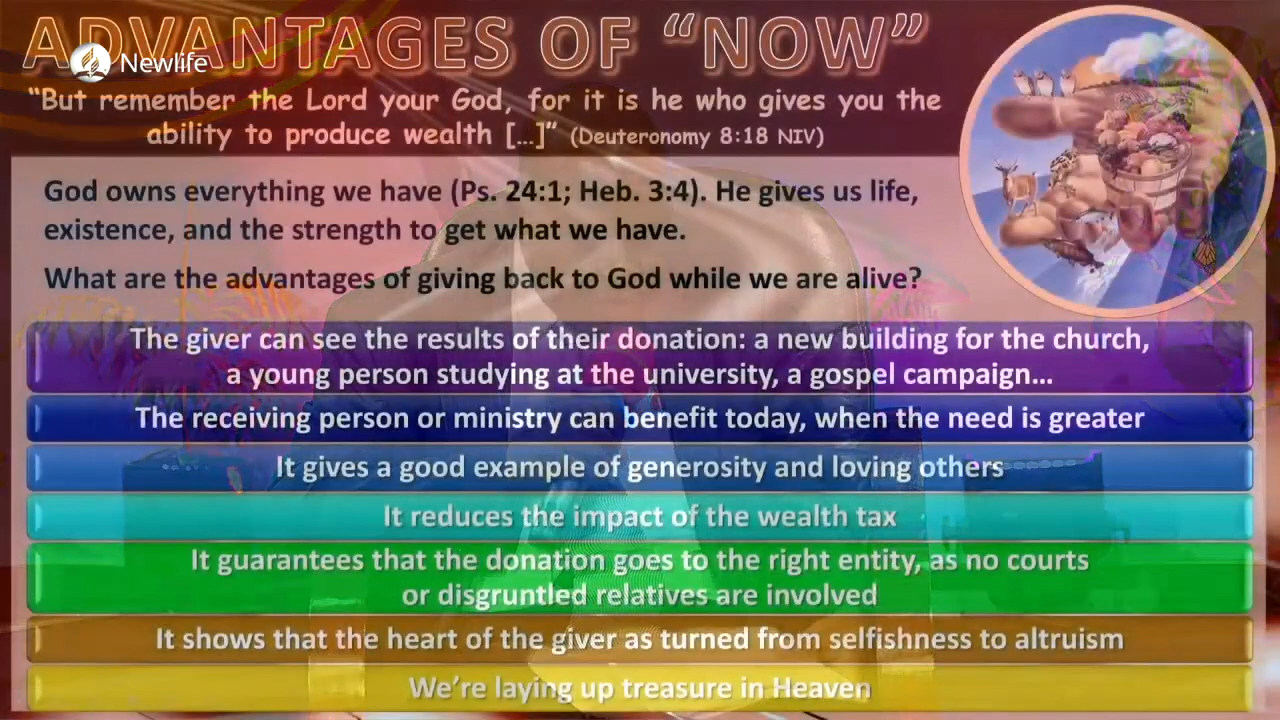 ADVANTAGES OF “NOW”
Newlife
“But remember the Lord your God, for it is he who gives you the
ability to produce wealth […]” (Deuteronomy 8:18 NIV)
God owns everything we have (Ps. 24:1; Heb. 3:4). He gives us life,
existence, and the strength to get what we have.
What are the advantages of giving back to God while we are alive?
The giver can see the results of their donation: a new building for the church,
a young person studying at the university, a gospel campaign…
The receiving person or ministry can benefit today, when the need is greater
It gives a good example of generosity and loving others
It reduces the impact of the wealth tax
It guarantees that the donation goes to the right entity, as no courts
or disgruntled relatives are involved
It shows that the heart of the giver as turned from selfishness to altruism
We’re laying up treasure in Heaven